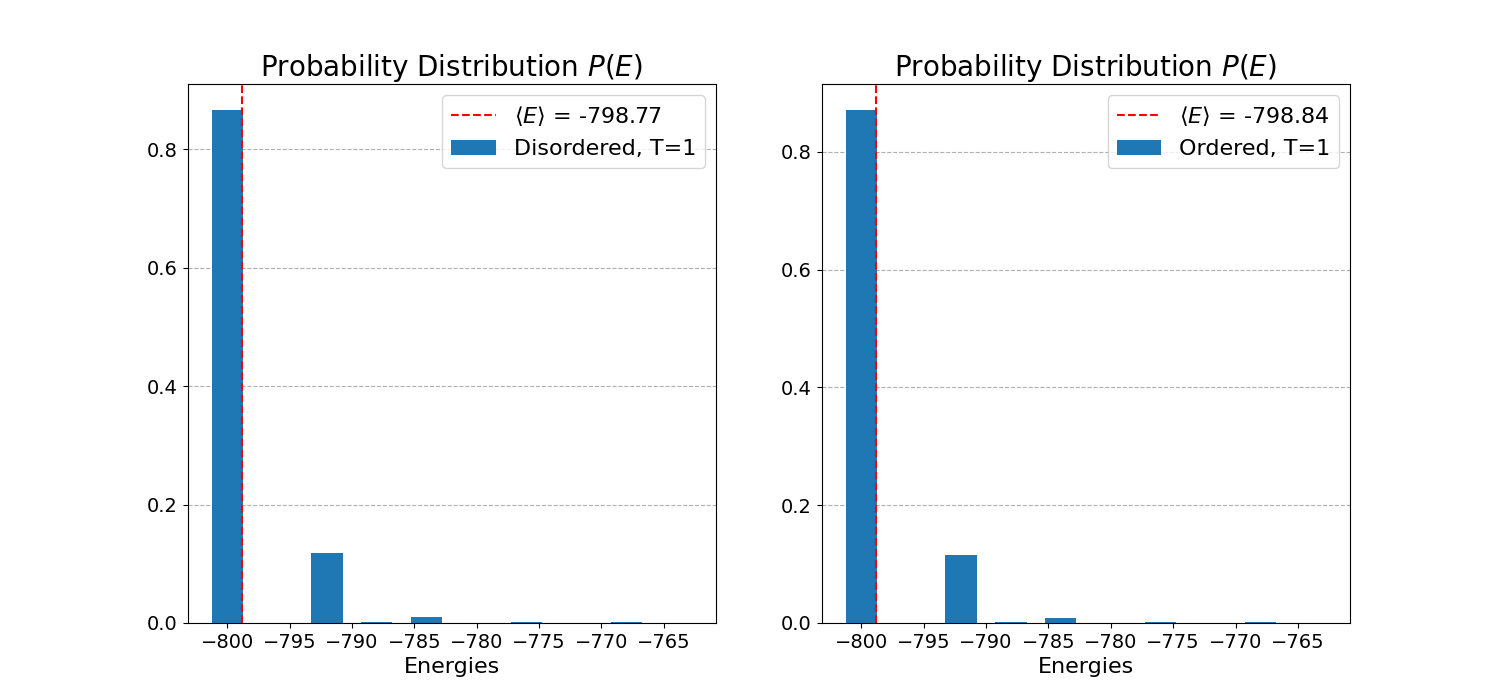 Probability Distribution P(E)
⟨E⟩ = -798.77
Disordered, T=1
0.8
0.6
0.4
0.2
0.0
−800 −795 −790 −785 −780 −775 −770 −765
Energies
Probability Distribution P(E)
⟨E⟩ = -798.84
Ordered, T=1
0.8
0.6
0.4
0.2
0.0
−800 −795 −790 −785 −780 −775 −770 −765
Energies